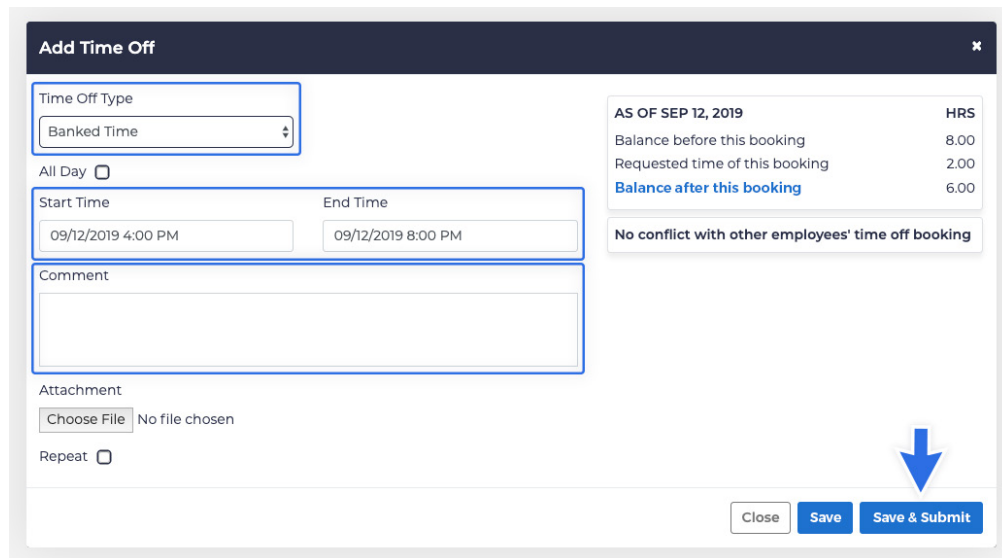 Add Time Off
Time Off Type
Banked Time
All Day
Start Time End Time
09/12/2019 4:00 PM 09/12/2019 8:00 PM
Comment
Attachment
Choose File No file chosen
Repeat
AS OF SEP 12, 2019 HRS
Balance before this booking 8.00
Requested time of this booking 2.00
Balance after this booking 6.00
No conflict with other employees' time off booking
Close Save Save & Submit